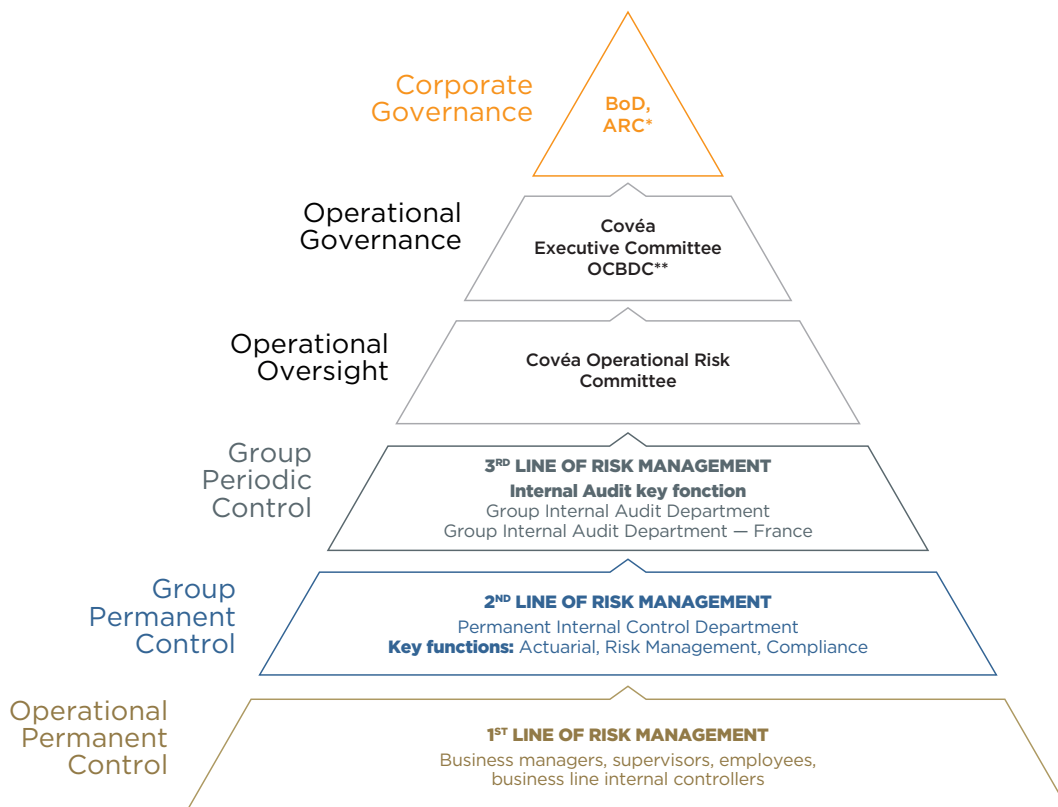 Corporate
Governance
BoD,
ARC*
Operational
Governance
Covéa
Executive Committee
OCBDC**
Operational
Oversight
Covéa Operational Risk
Committee
Group
Periodic
Control
3RD LINE OF RISK MANAGEMENT
Internal Audit key fonction
Group Internal Audit Department
Group Internal Audit Department — France
Group
Permanent
Control
2ND LINE OF RISK MANAGEMENT
Permanent Internal Control Department
Key functions: Actuarial, Risk Management, Compliance
Operational
Permanent
Control
1ST LINE OF RISK MANAGEMENT
Business managers, supervisors, employees,
business line internal controllers